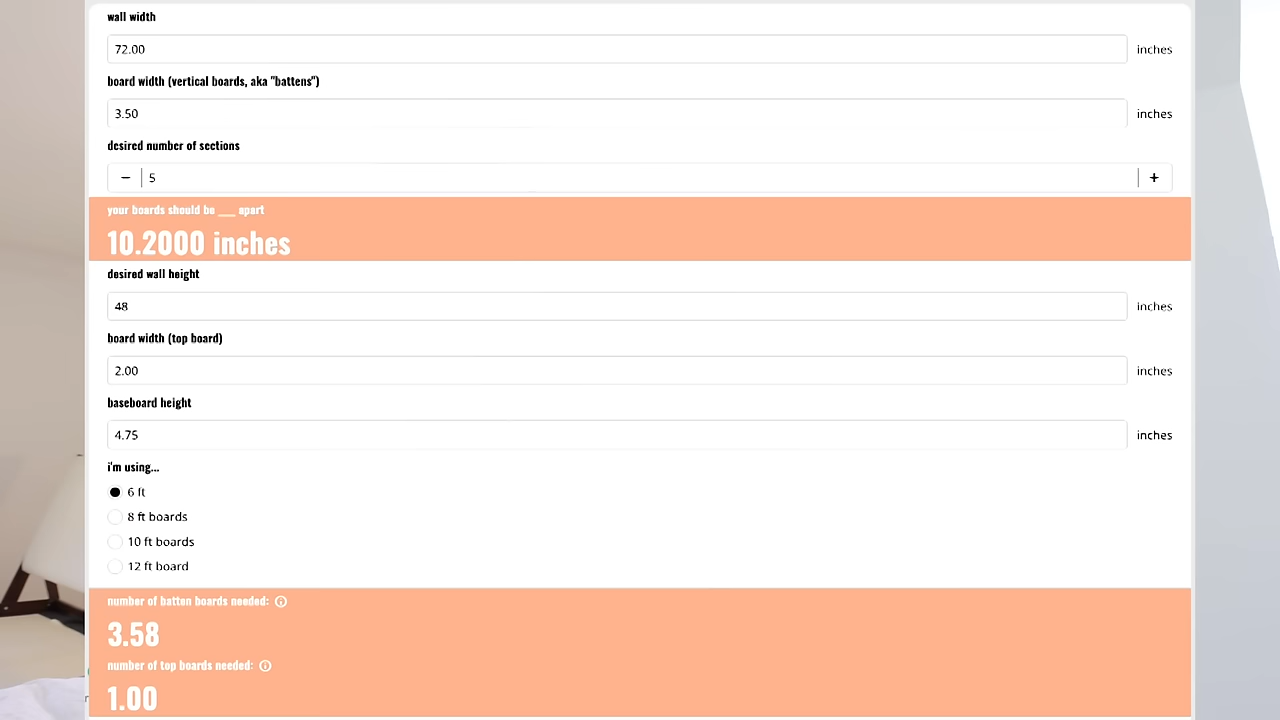 wall width
72.00 inches
board width (vertical boards, aka "battens")
3.50 inches
desired number of sections
− 5 +
your boards should be ___ apart
10.2000 inches
desired wall height
48 inches
board width (top board)
2.00 inches
baseboard height
4.75 inches
i'm using...
6 ft
8 ft boards
10 ft boards
12 ft board
number of batten boards needed:
3.58
number of top boards needed:
1.00